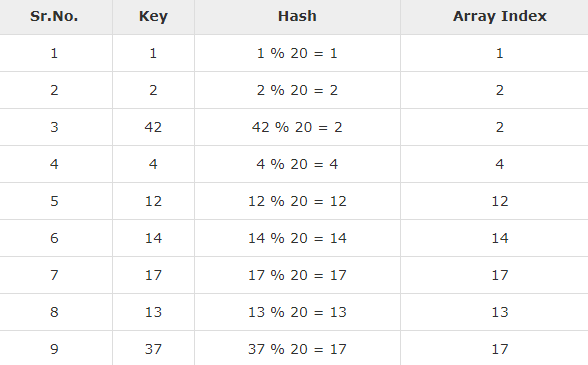 Sr.No. Key Hash Array Index
1 1 1 % 20 = 1 1
2 2 2 % 20 = 2 2
3 42 42 % 20 = 2 2
4 4 4 % 20 = 4 4
5 12 12 % 20 = 12 12
6 14 14 % 20 = 14 14
7 17 17 % 20 = 17 17
8 13 13 % 20 = 13 13
9 37 37 % 20 = 17 17